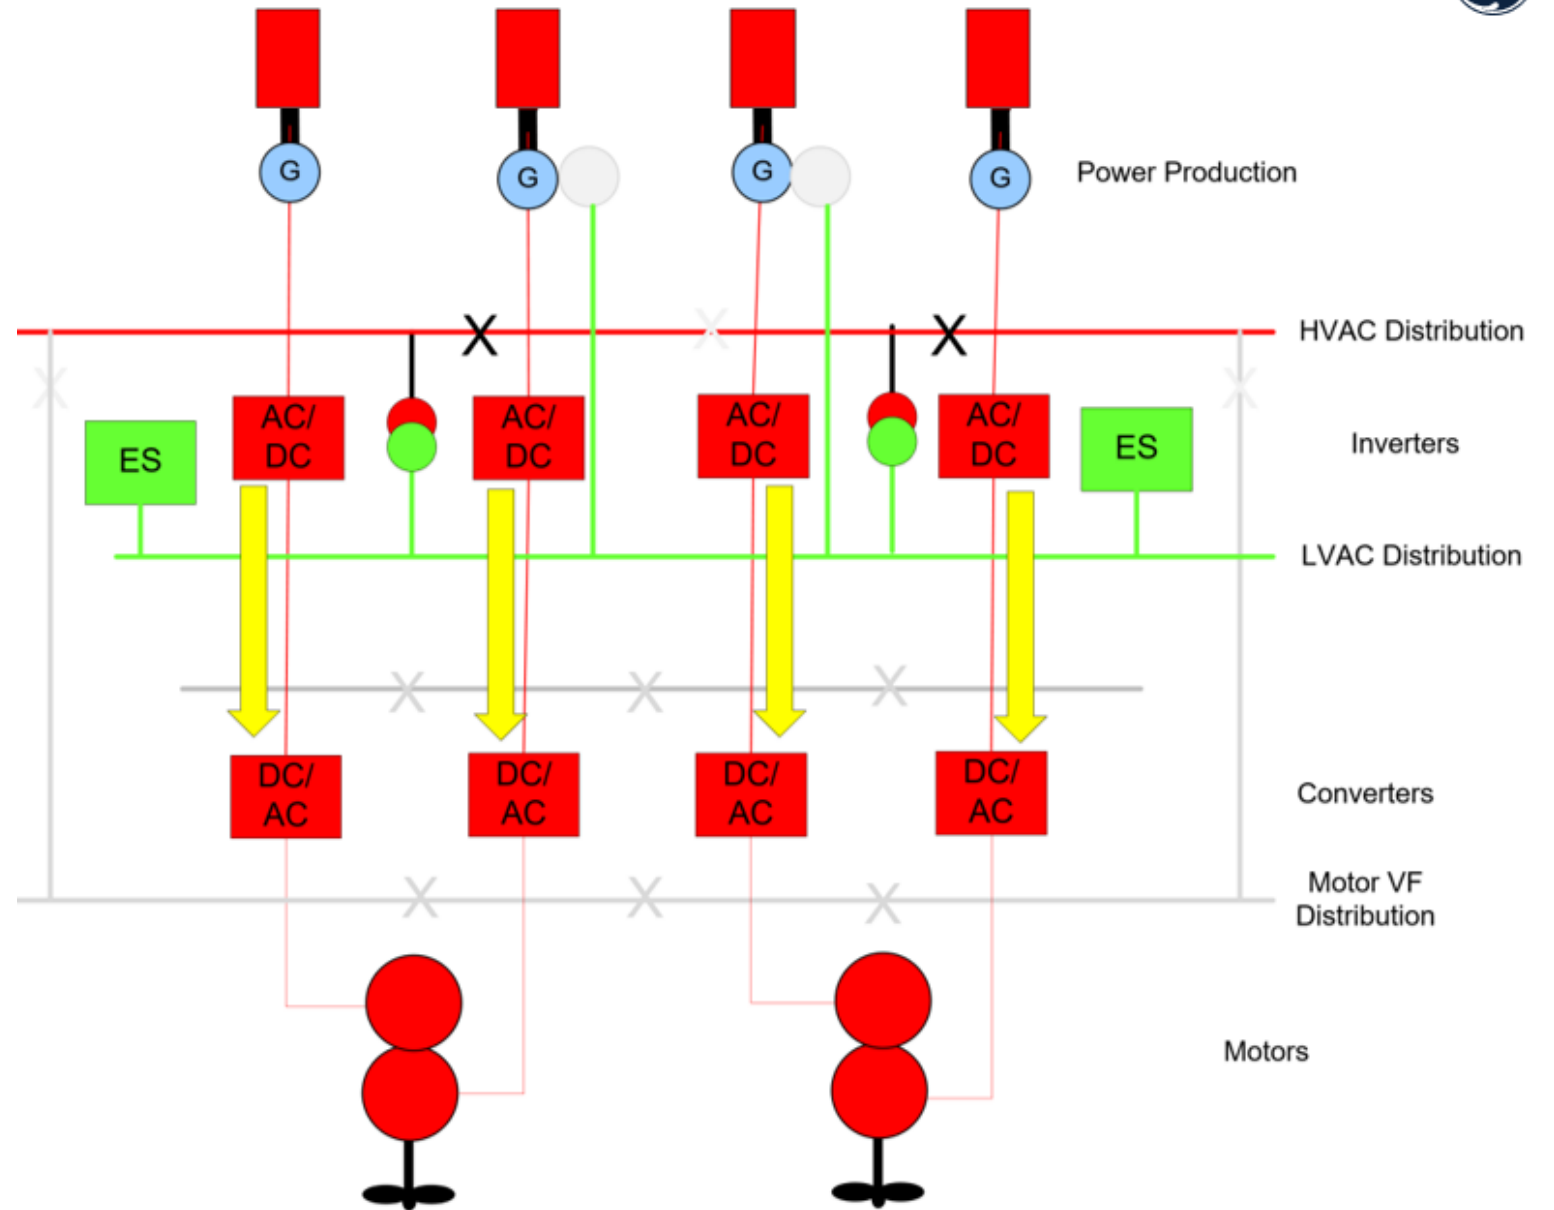 G
G
G
G
Power Production
X
X
X
HVAC Distribution
X
X
AC/
DC
AC/
DC
AC/
DC
AC/
DC
ES
ES
Inverters
LVAC Distribution
X
X
X
DC/
AC
DC/
AC
DC/
AC
DC/
AC
Converters
X
X
X
Motor VF
Distribution
Motors